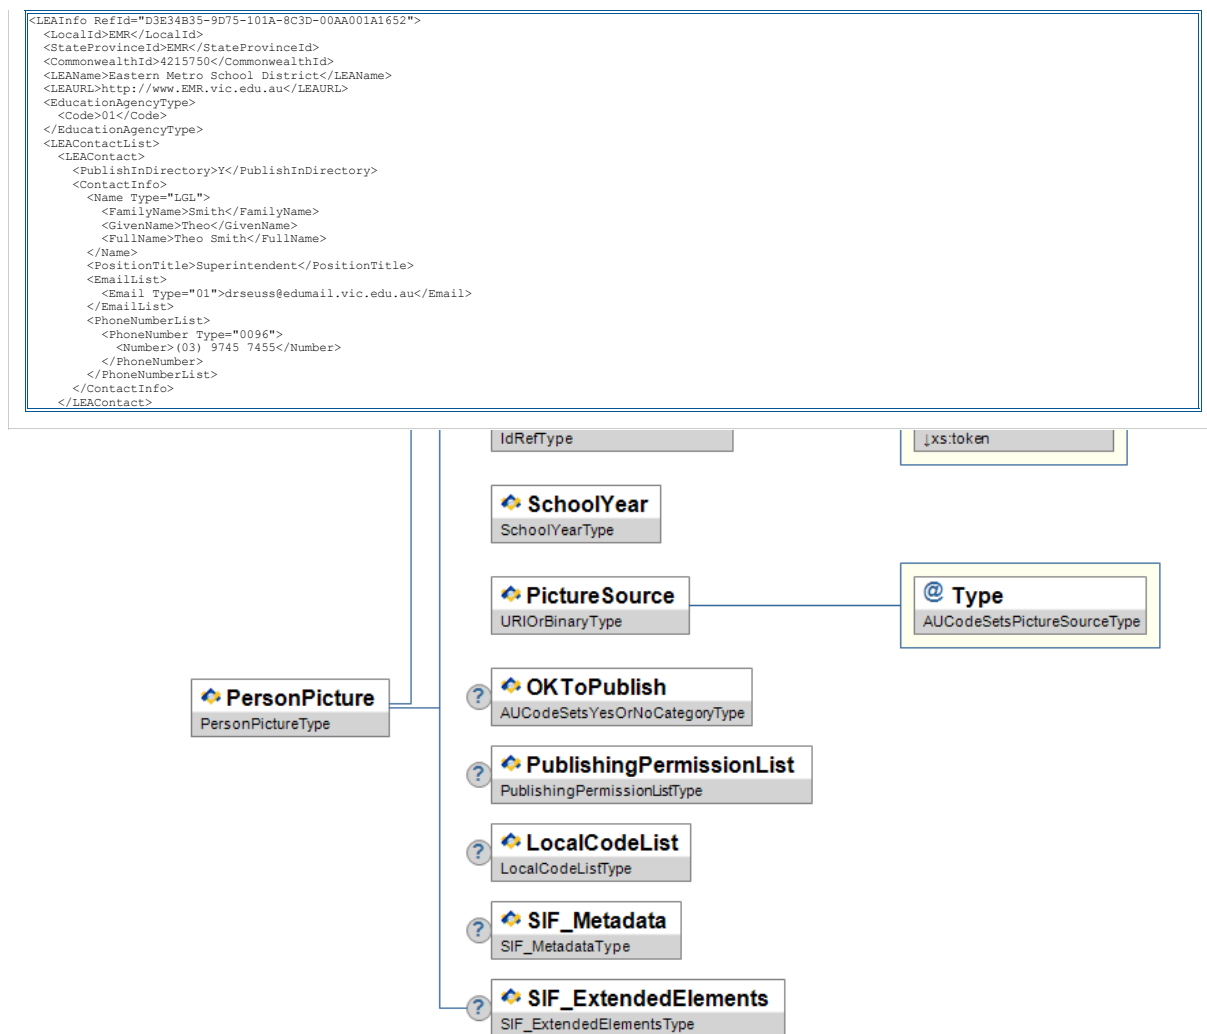 <LEAInfo RefId="D3E34B35-9D75-101A-8C3D-00AA001A1652">
<LocalId>EMR</LocalId>
<StateProvinceId>EMR</StateProvinceId>
<CommonwealthId>4215750</CommonwealthId>
<LEAName>Eastern Metro School District</LEAName>
<LEAURL>http://www.EMR.vic.edu.au</LEAURL>
<EducationAgencyType>
<Code>01</Code>
</EducationAgencyType>
<LEAContactList>
<LEAContact>
<PublishInDirectory>Y</PublishInDirectory>
<ContactInfo>
<Name Type="LGL">
<FamilyName>Smith</FamilyName>
<GivenName>Theo</GivenName>
<FullName>Theo Smith</FullName>
</Name>
<PositionTitle>Superintendent</PositionTitle>
<EmailList>
<Email Type="01">drseuss@edumail.vic.edu.au</Email>
</EmailList>
<PhoneNumberList>
<PhoneNumber Type="0096">
<Number>(03) 9745 7455</Number>
</PhoneNumber>
</PhoneNumberList>
</ContactInfo>
</LEAContact>
IdRefType
↓xs:token
SchoolYear
SchoolYearType
PictureSource
URIOrBinaryType
@ Type
AUCodeSetsPictureSourceType
PersonPicture
PersonPictureType
? OKToPublish
AUCodeSetsYesOrNoCategoryType
? PublishingPermissionList
PublishingPermissionListType
? LocalCodeList
LocalCodeListType
? SIF_Metadata
SIF_MetadataType
? SIF_ExtendedElements
SIF_ExtendedElementsType